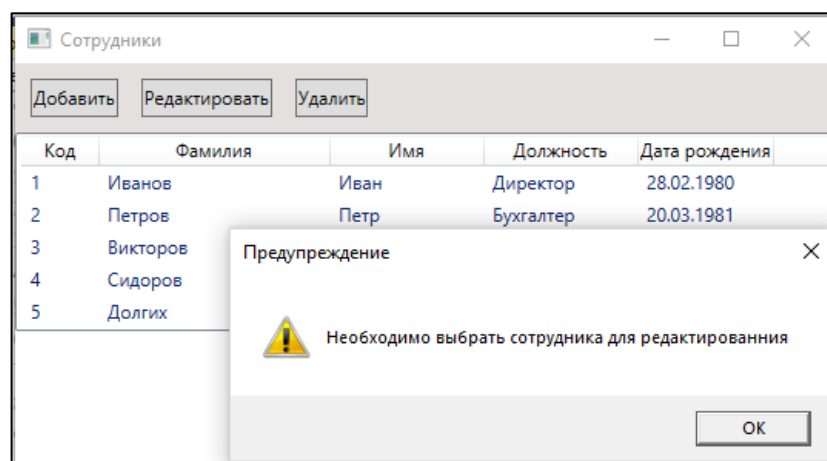 Сотрудники
Добавить Редактировать Удалить
Код Фамилия Имя Должность Дата рождения
1 Иванов Иван Директор 28.02.1980
2 Петров Петр Бухгалтер 20.03.1981
3 Викторов
4 Сидоров
5 Долгих
Предупреждение
Необходимо выбрать сотрудника для редактированния
ОК